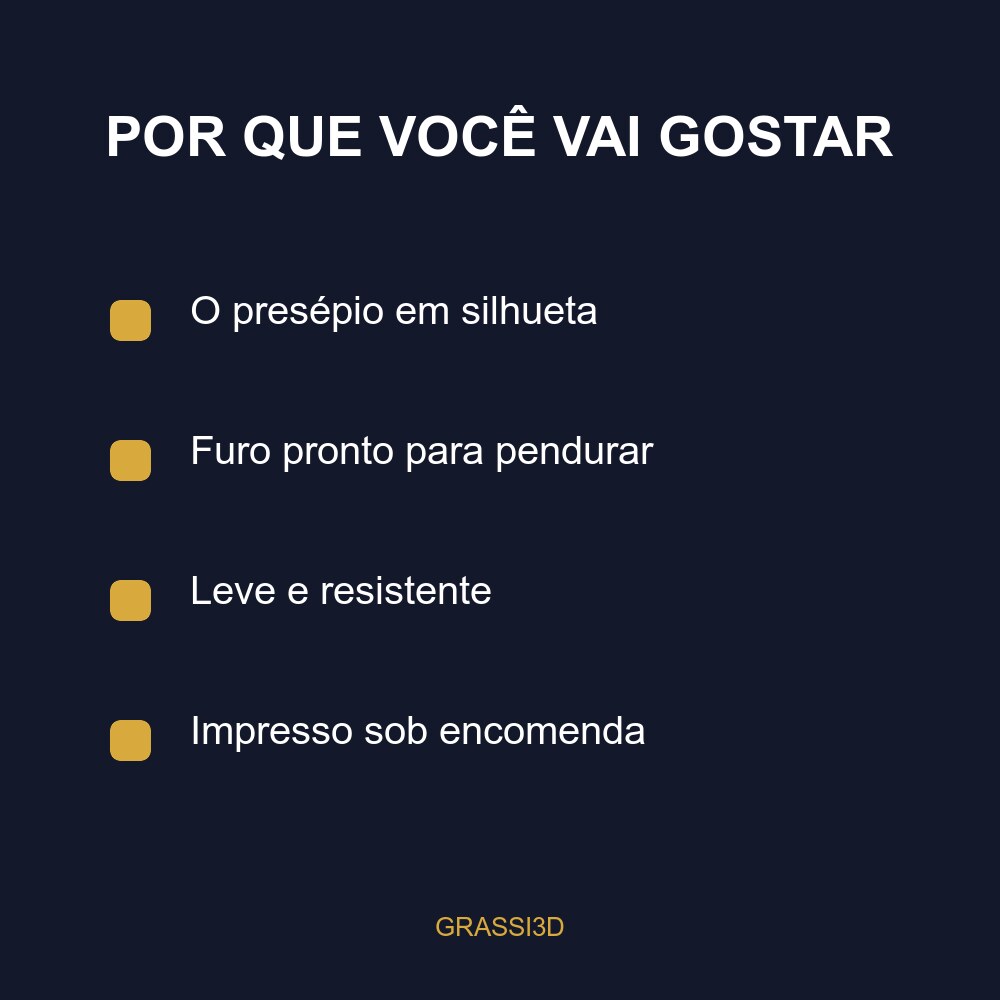 POR QUE VOCÊ VAI GOSTAR
O presépio em silhueta
Furo pronto para pendurar
Leve e resistente
Impresso sob encomenda
GRASSI3D